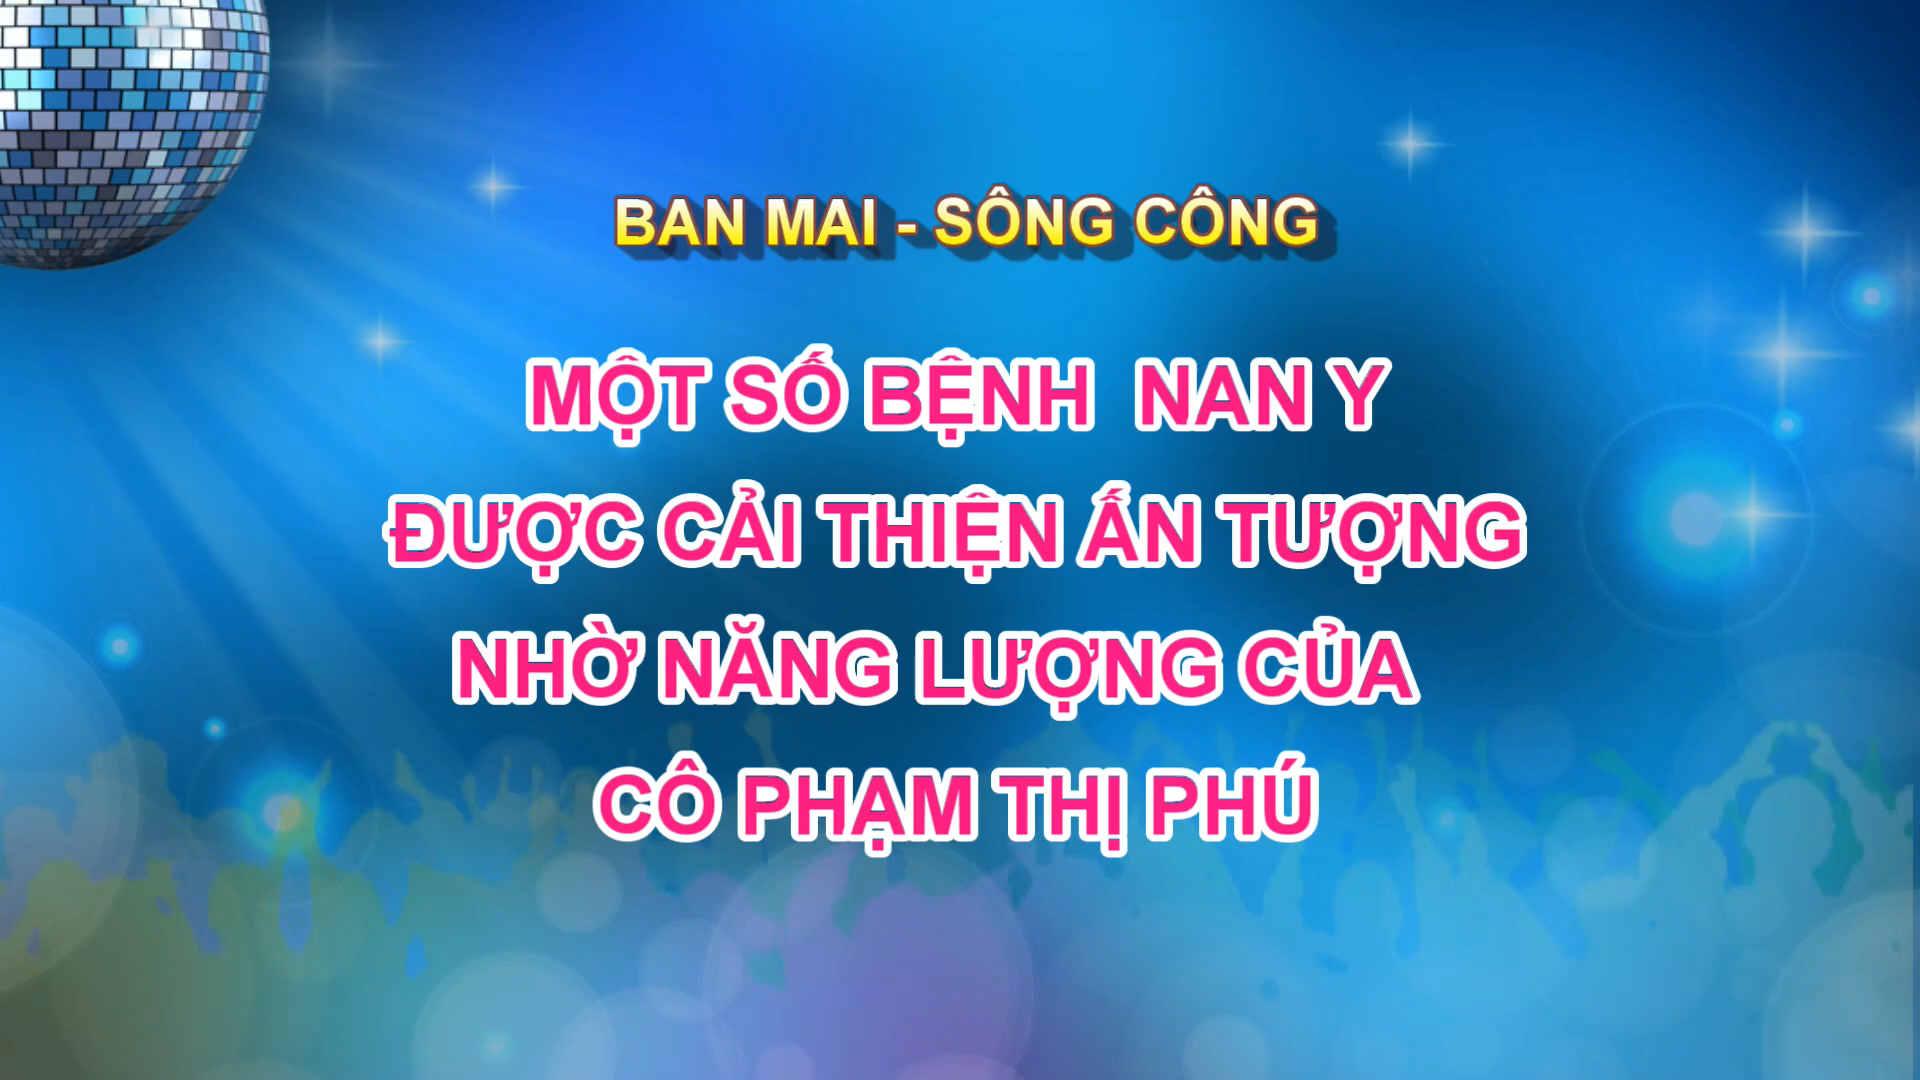 BAN MAI - SÔNG CÔNG
MỘT SỐ BỆNH NAN Y
ĐƯỢC CẢI THIỆN ẤN TƯỢNG
NHỜ NĂNG LƯỢNG CỦA
CÔ PHẠM THỊ PHÚ